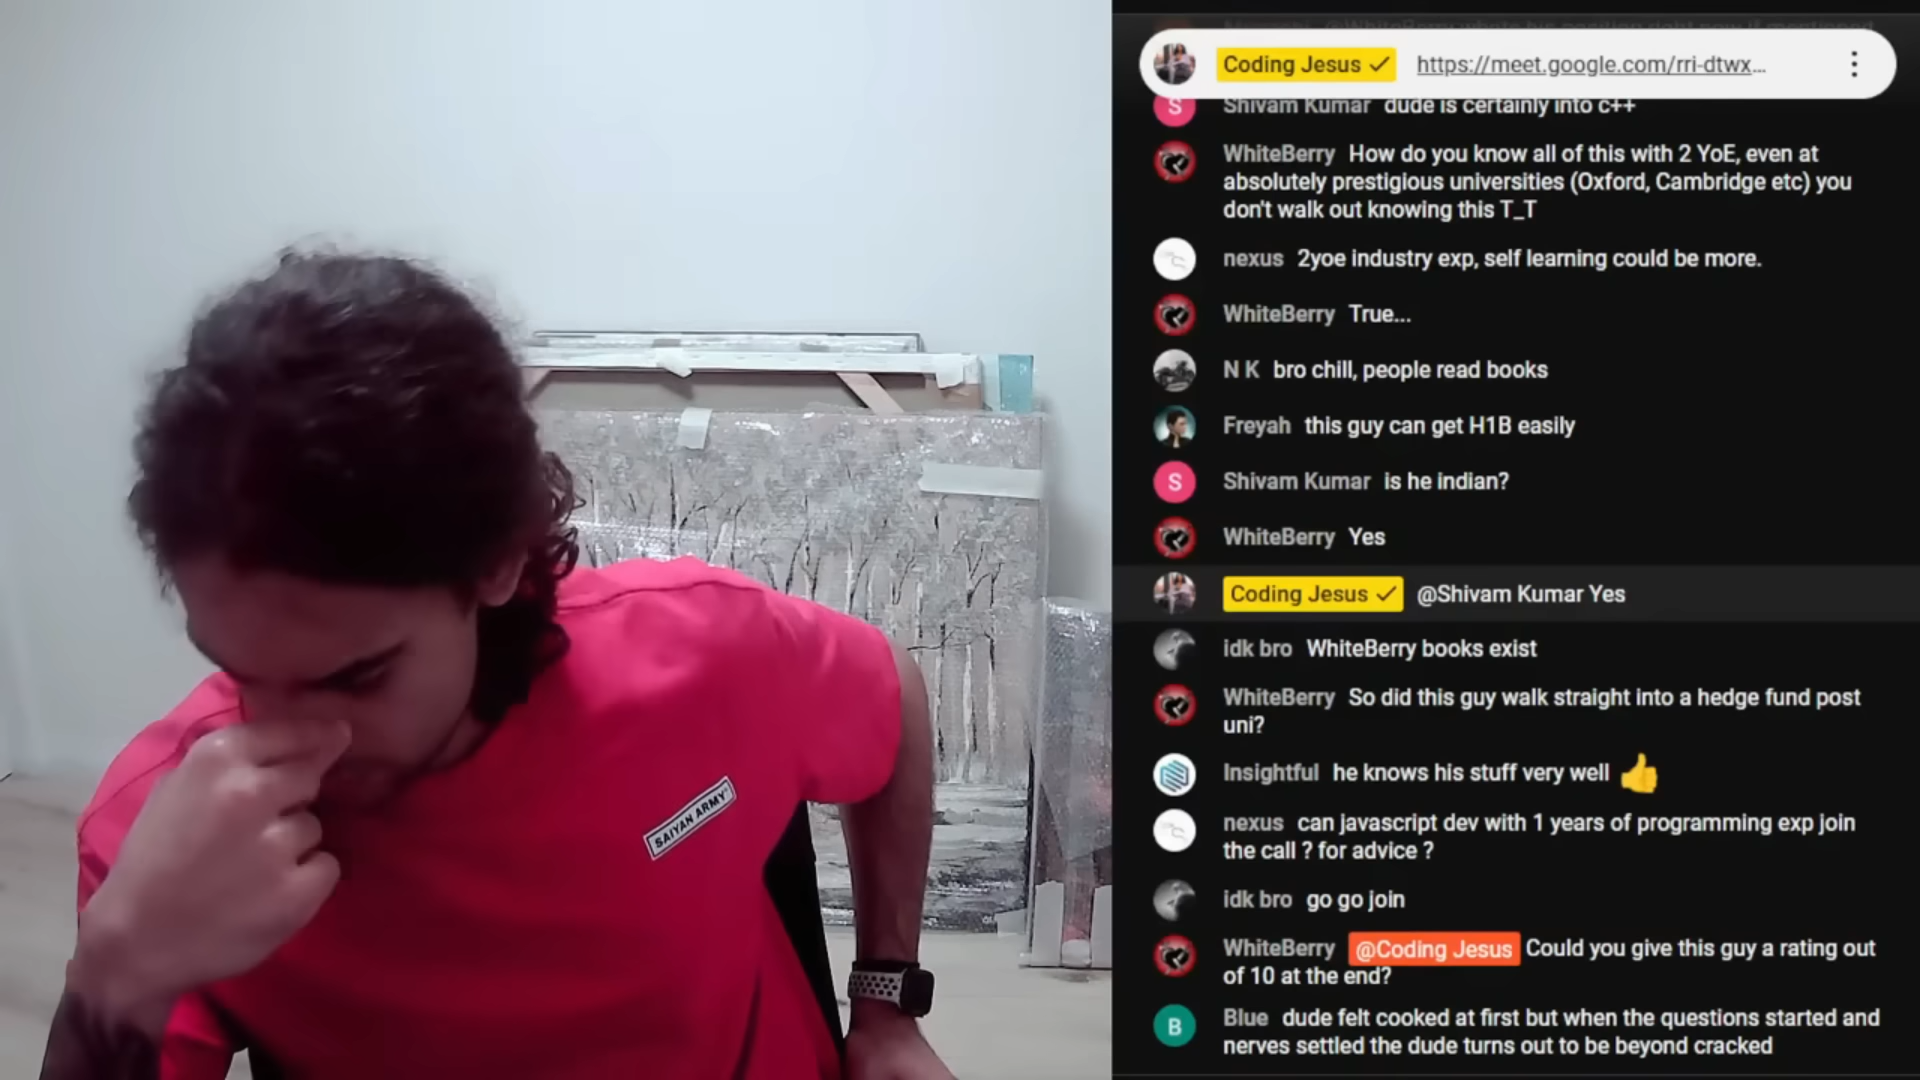 Coding Jesus https://meet.google.com/rri-dtwx...
Shivam Kumar dude is certainly into c++
WhiteBerry How do you know all of this with 2 YoE, even at
absolutely prestigious universities (Oxford, Cambridge etc) you
don't walk out knowing this T_T
nexus 2yoe industry exp, self learning could be more.
WhiteBerry True...
N K bro chill, people read books
Freyah this guy can get H1B easily
S Shivam Kumar is he indian?
WhiteBerry Yes
Coding Jesus @Shivam Kumar Yes
idk bro WhiteBerry books exist
WhiteBerry So did this guy walk straight into a hedge fund post
uni?
Insightful he knows his stuff very well 👍
nexus can javascript dev with 1 years of programming exp join
the call ? for advice ?
idk bro go go join
WhiteBerry @Coding Jesus Could you give this guy a rating out
of 10 at the end?
B Blue dude felt cooked at first but when the questions started and
nerves settled the dude turns out to be beyond cracked
SAIYAN ARMY